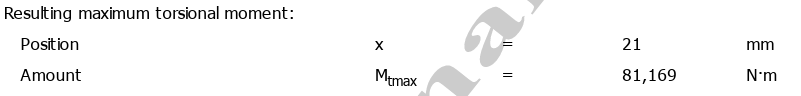 Resulting maximum torsional moment:
Position x = 21 mm
Amount Mtmax = 81,169 N·m